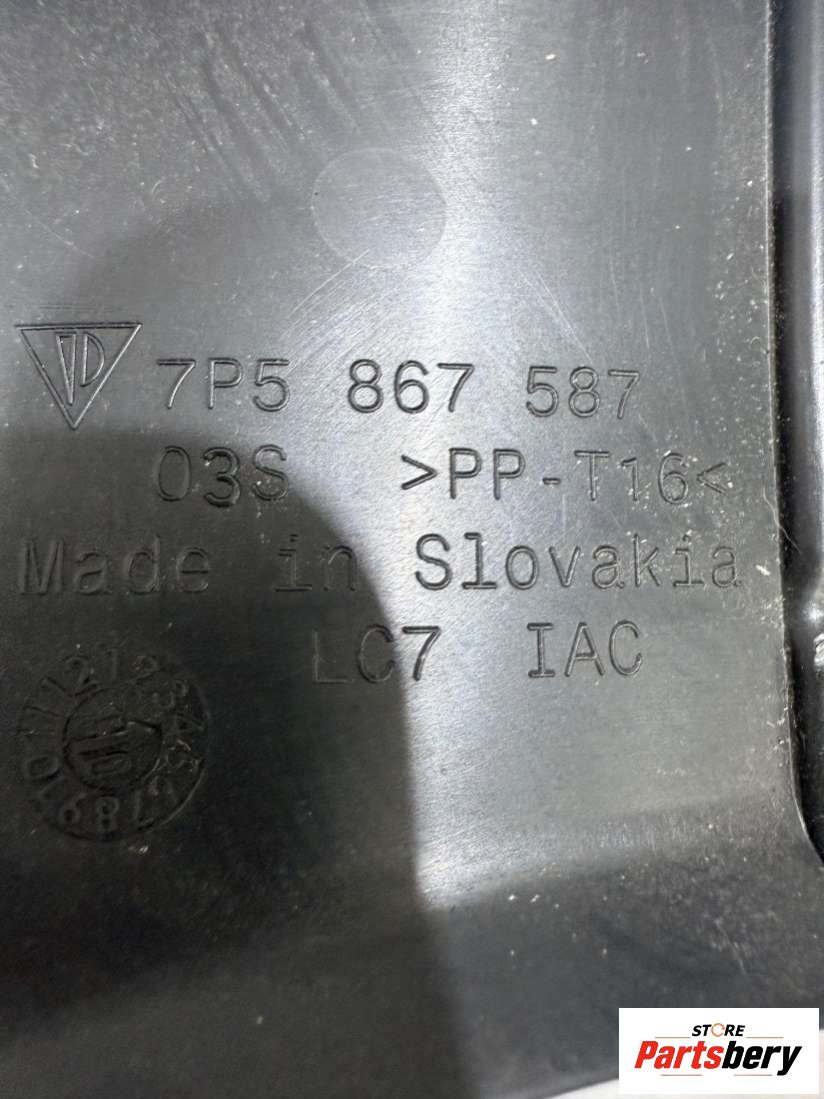 7P5 867 587
03S >PP-T16<
Made in Slovakia
LC7 IAC
STORE
Partsbery